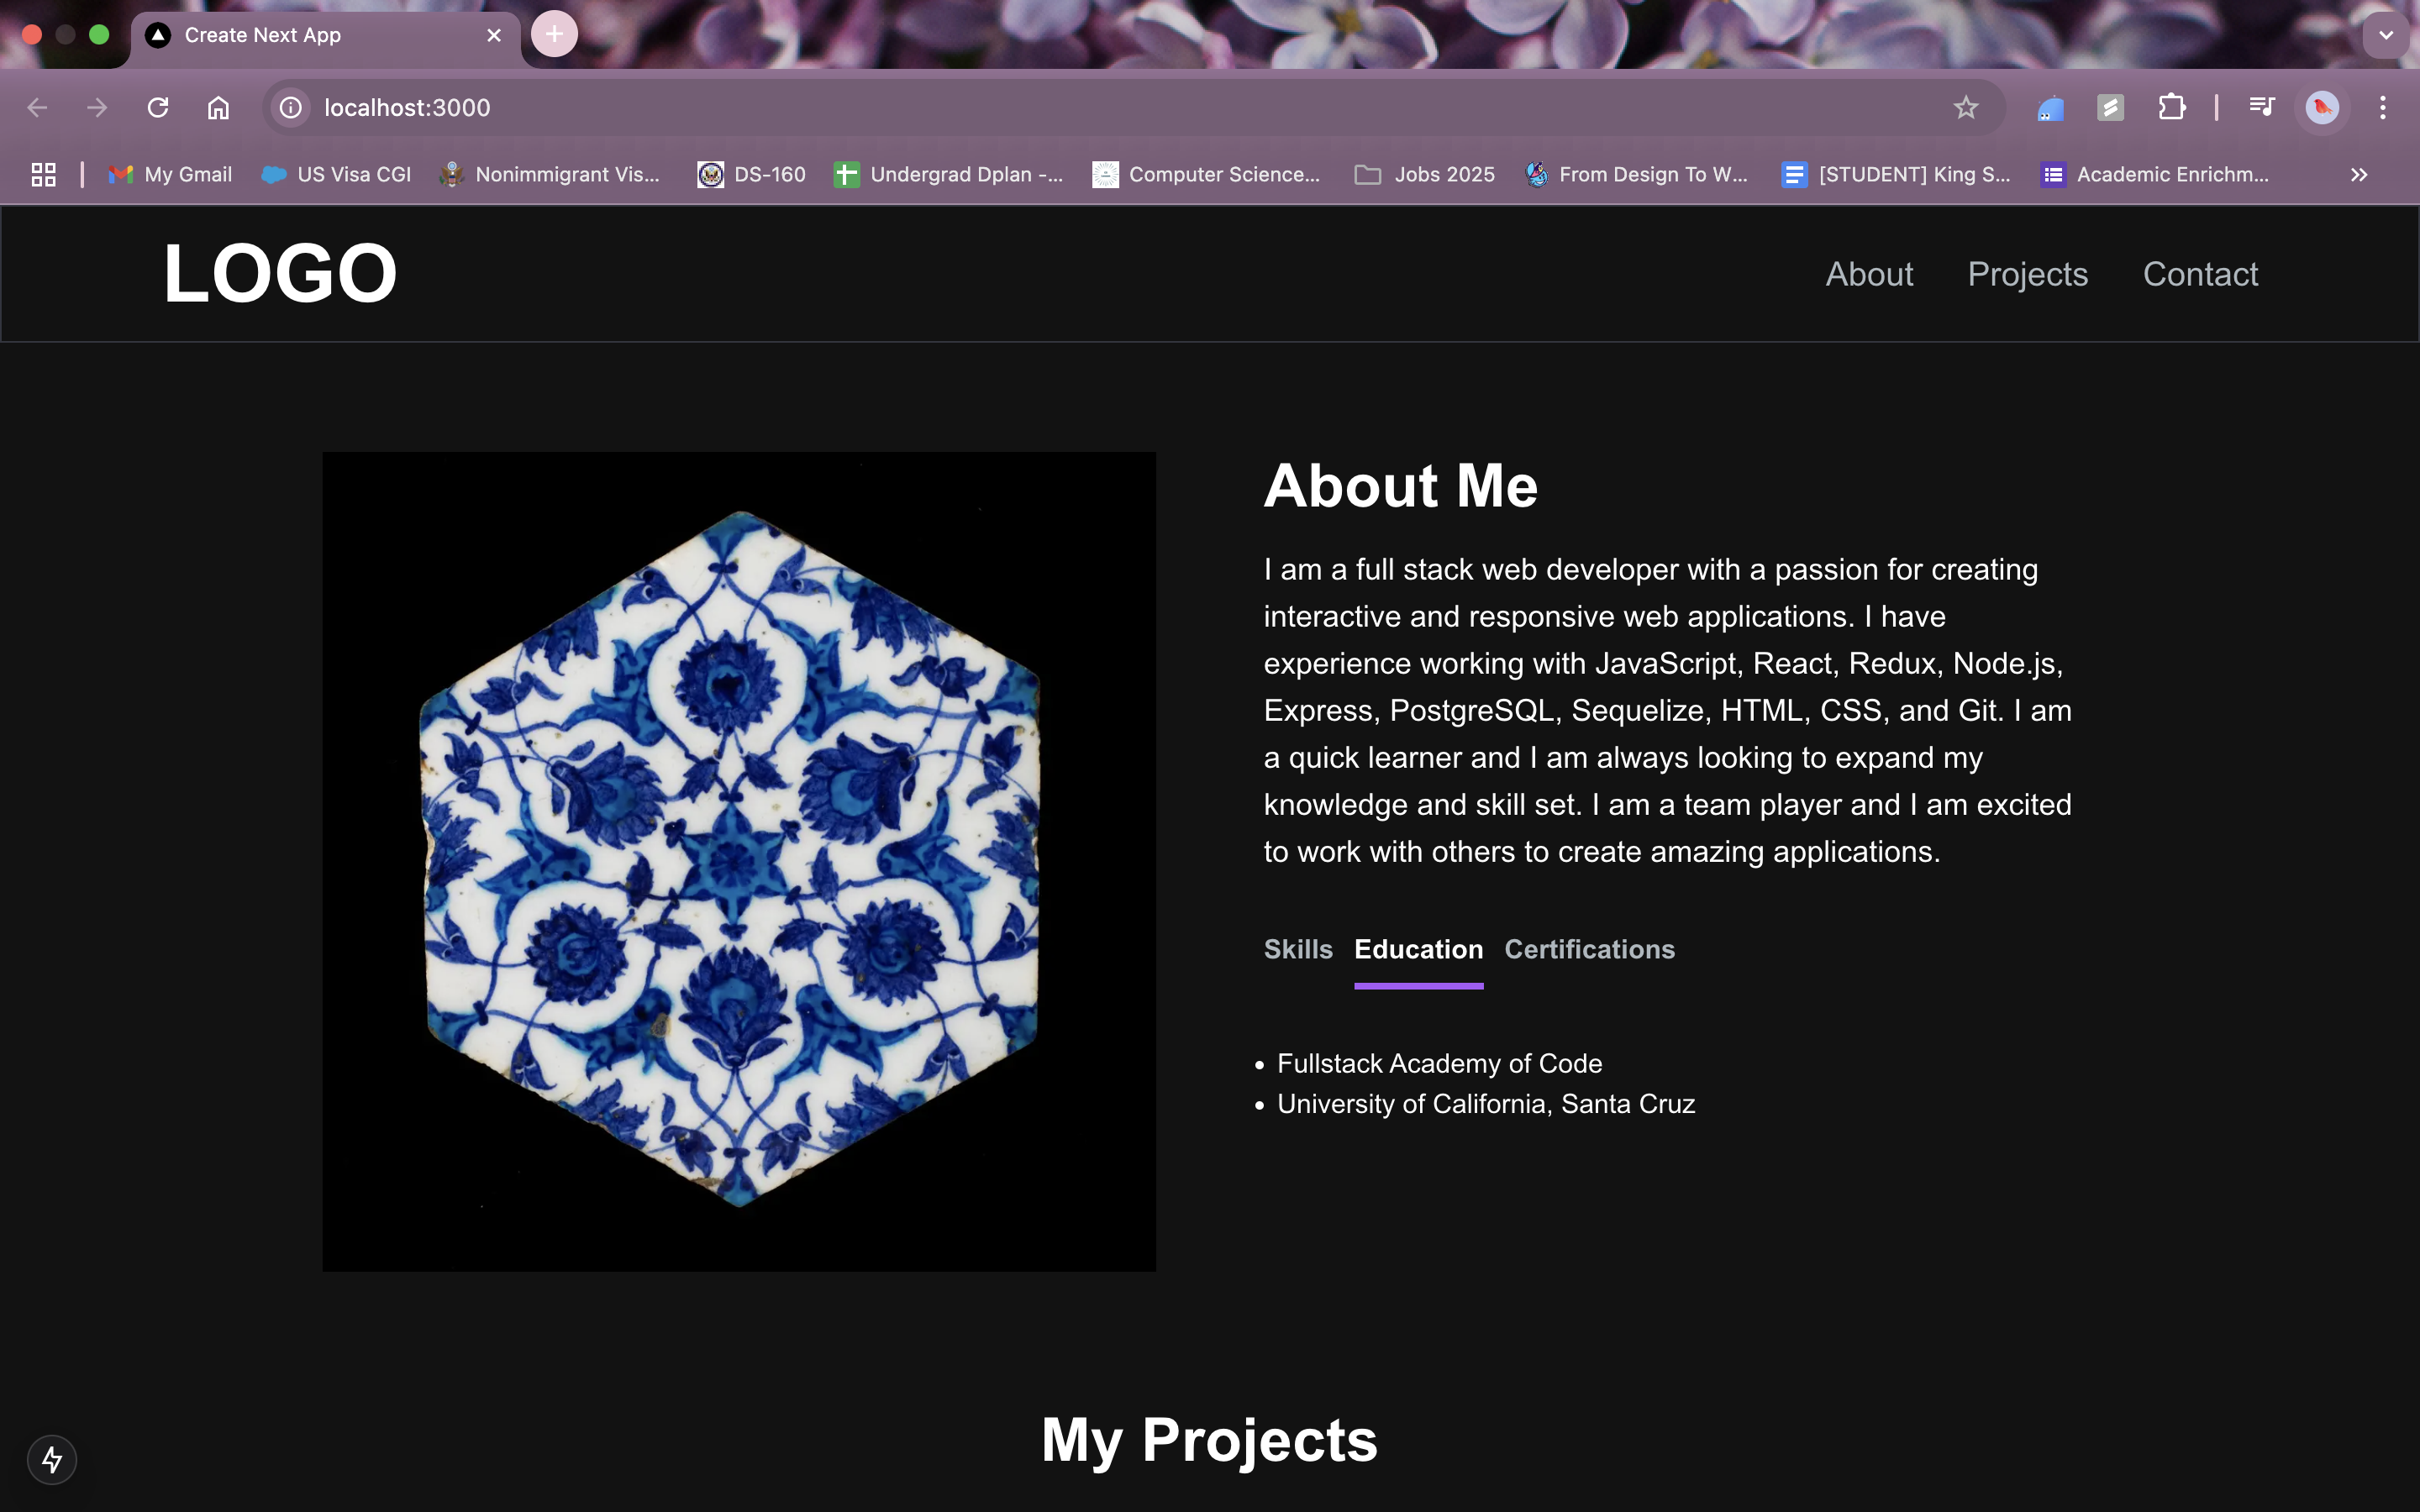 Create Next App
localhost:3000
My Gmail US Visa CGI Nonimmigrant Vis... DS-160 Undergrad Dplan -... Computer Science... Jobs 2025 From Design To W... [STUDENT] King S... Academic Enrichm...
LOGO
About Projects Contact
About Me
I am a full stack web developer with a passion for creating
interactive and responsive web applications. I have
experience working with JavaScript, React, Redux, Node.js,
Express, PostgreSQL, Sequelize, HTML, CSS, and Git. I am
a quick learner and I am always looking to expand my
knowledge and skill set. I am a team player and I am excited
to work with others to create amazing applications.
Skills Education Certifications
• Fullstack Academy of Code
• University of California, Santa Cruz
My Projects